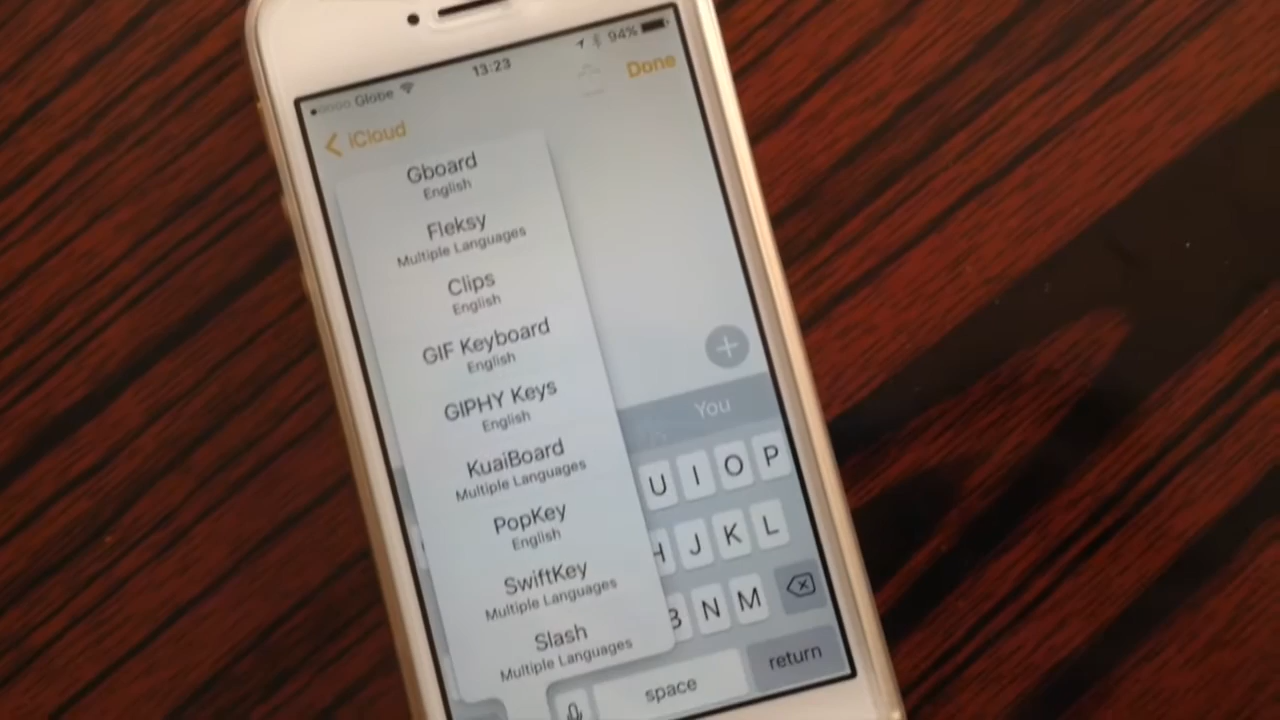 Globe 13:23 94%
iCloud Done
Gboard
English
Fleksy
Multiple Languages
Clips
English
GIF Keyboard
English
GIPHY Keys
English
KuaiBoard
Multiple Languages
PopKey
English
SwiftKey
Multiple Languages
Slash
Multiple Languages
You
U I O P
H J K L
B N M
space return